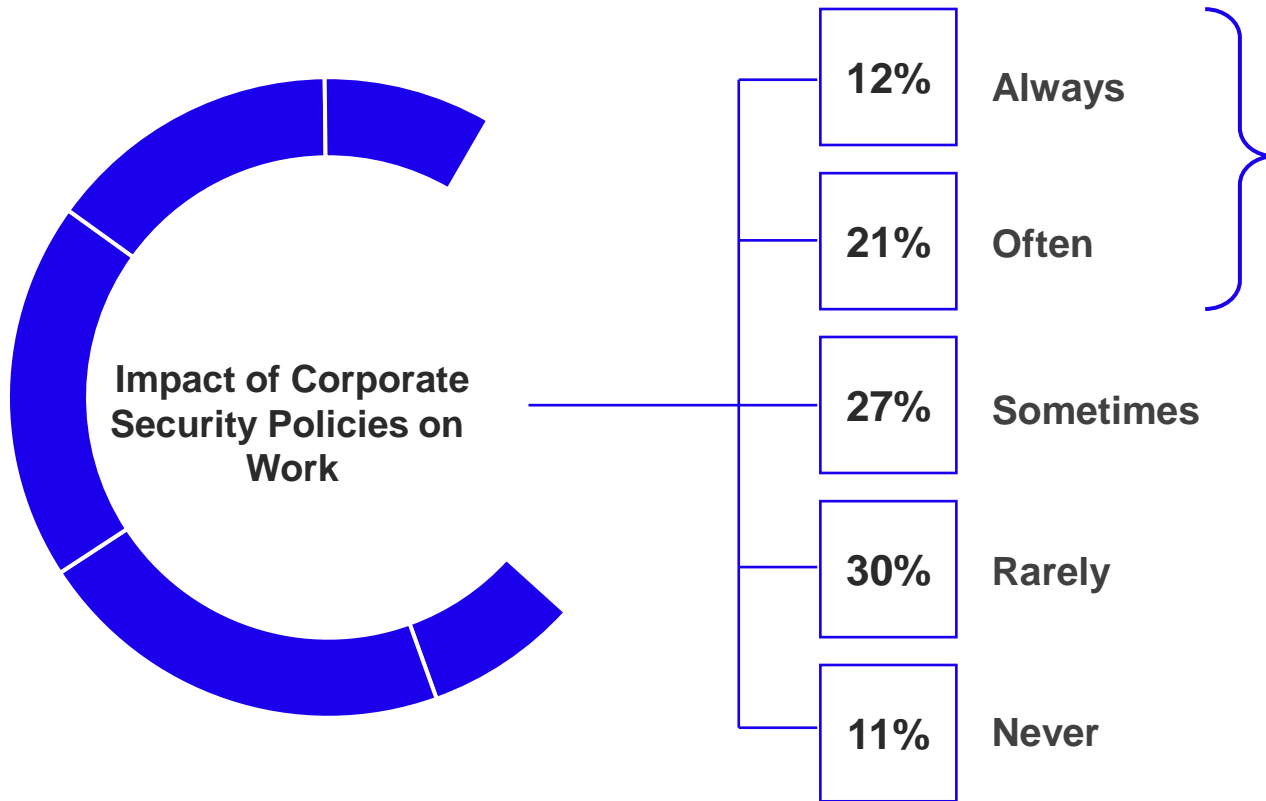 Impact of Corporate
Security Policies on
Work
12%
Always
21%
Often
27%
Sometimes
30%
Rarely
11%
Never